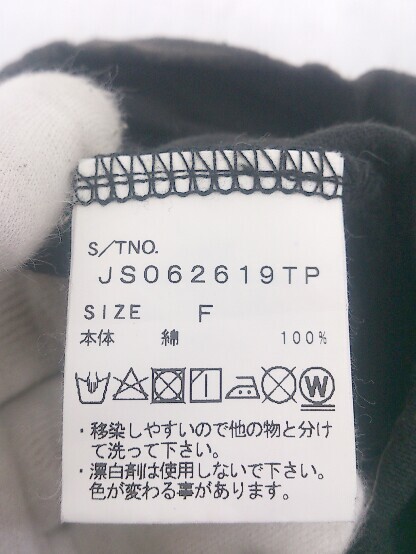 S/TNO.
JS062619TP
SIZE F
本体 綿 100%
W
・移染しやすいので他の物と分け
て洗って下さい。
・漂白剤は使用しないで下さい。
色が変わる事があります。